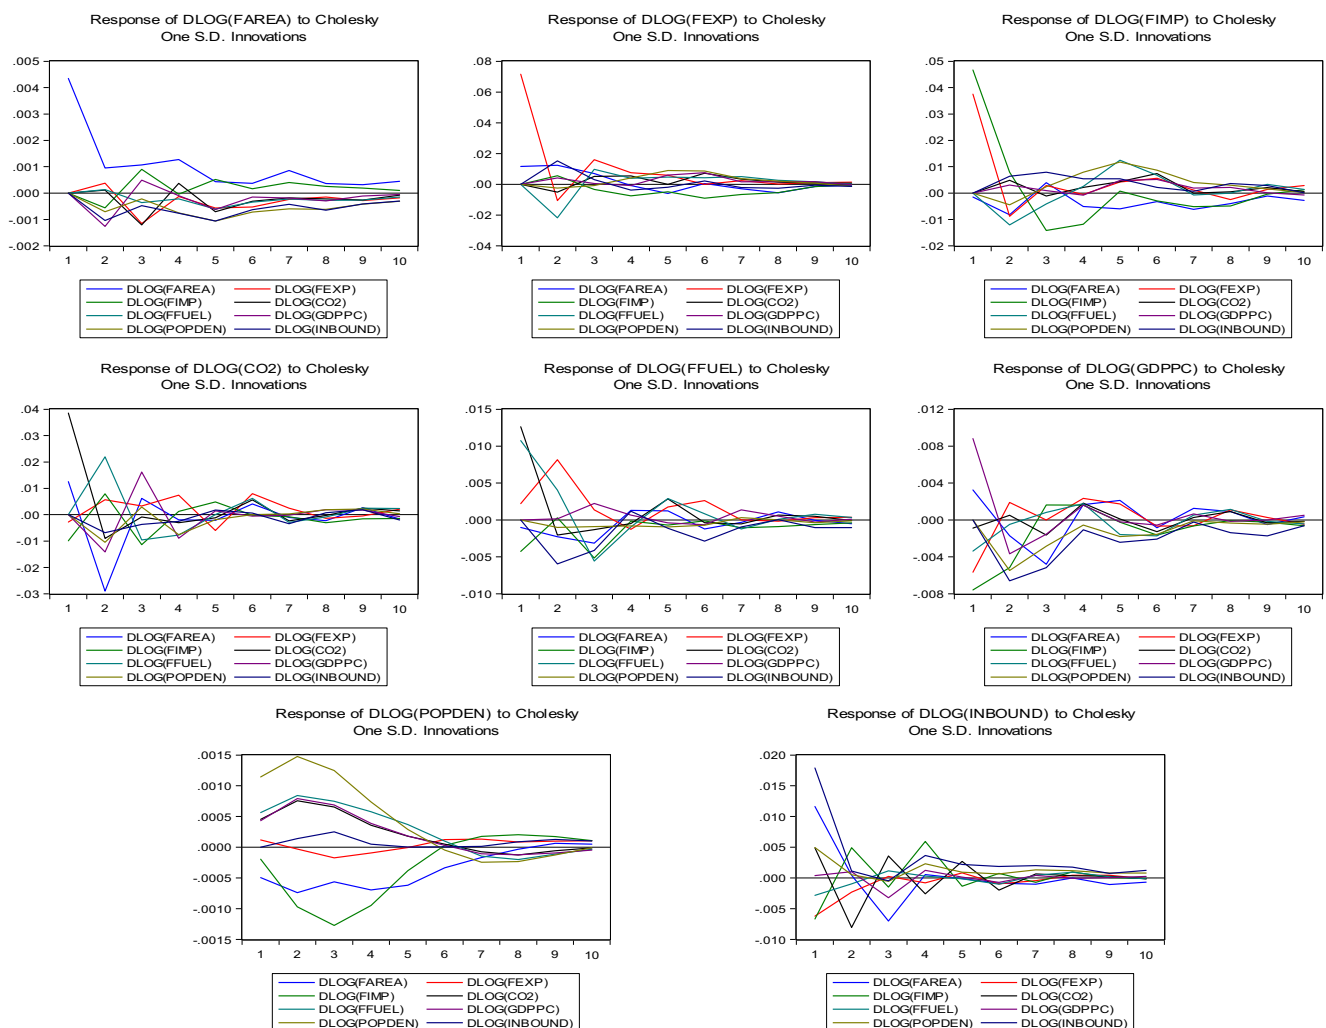 Response of DLOG(FAREA) to Cholesky
One S.D. Innovations
.005
.004
.003
.002
.001
.000
-.001
-.002
1 2 3 4 5 6 7 8 9 10
DLOG(FAREA) DLOG(FEXP)
DLOG(FIMP) DLOG(CO2)
DLOG(FFUEL) DLOG(GDPPC)
DLOG(POPDEN) DLOG(INBOUND)
Response of DLOG(FEXP) to Cholesky
One S.D. Innovations
.08
.06
.04
.02
.00
-.02
-.04
1 2 3 4 5 6 7 8 9 10
DLOG(FAREA) DLOG(FEXP)
DLOG(FIMP) DLOG(CO2)
DLOG(FFUEL) DLOG(GDPPC)
DLOG(POPDEN) DLOG(INBOUND)
Response of DLOG(FIMP) to Cholesky
One S.D. Innovations
.05
.04
.03
.02
.01
.00
-.01
-.02
1 2 3 4 5 6 7 8 9 10
DLOG(FAREA) DLOG(FEXP)
DLOG(FIMP) DLOG(CO2)
DLOG(FFUEL) DLOG(GDPPC)
DLOG(POPDEN) DLOG(INBOUND)
Response of DLOG(CO2) to Cholesky
One S.D. Innovations
.04
.03
.02
.01
.00
-.01
-.02
-.03
1 2 3 4 5 6 7 8 9 10
DLOG(FAREA) DLOG(FEXP)
DLOG(FIMP) DLOG(CO2)
DLOG(FFUEL) DLOG(GDPPC)
DLOG(POPDEN) DLOG(INBOUND)
Response of DLOG(FFUEL) to Cholesky
One S.D. Innovations
.015
.010
.005
.000
-.005
-.010
1 2 3 4 5 6 7 8 9 10
DLOG(FAREA) DLOG(FEXP)
DLOG(FIMP) DLOG(CO2)
DLOG(FFUEL) DLOG(GDPPC)
DLOG(POPDEN) DLOG(INBOUND)
Response of DLOG(GDPPC) to Cholesky
One S.D. Innovations
.012
.008
.004
.000
-.004
-.008
1 2 3 4 5 6 7 8 9 10
DLOG(FAREA) DLOG(FEXP)
DLOG(FIMP) DLOG(CO2)
DLOG(FFUEL) DLOG(GDPPC)
DLOG(POPDEN) DLOG(INBOUND)
Response of DLOG(POPDEN) to Cholesky
One S.D. Innovations
.0015
.0010
.0005
.0000
-.0005
-.0010
-.0015
1 2 3 4 5 6 7 8 9 10
DLOG(FAREA) DLOG(FEXP)
DLOG(FIMP) DLOG(CO2)
DLOG(FFUEL) DLOG(GDPPC)
DLOG(POPDEN) DLOG(INBOUND)
Response of DLOG(INBOUND) to Cholesky
One S.D. Innovations
.020
.015
.010
.005
.000
-.005
-.010
1 2 3 4 5 6 7 8 9 10
DLOG(FAREA) DLOG(FEXP)
DLOG(FIMP) DLOG(CO2)
DLOG(FFUEL) DLOG(GDPPC)
DLOG(POPDEN) DLOG(INBOUND)